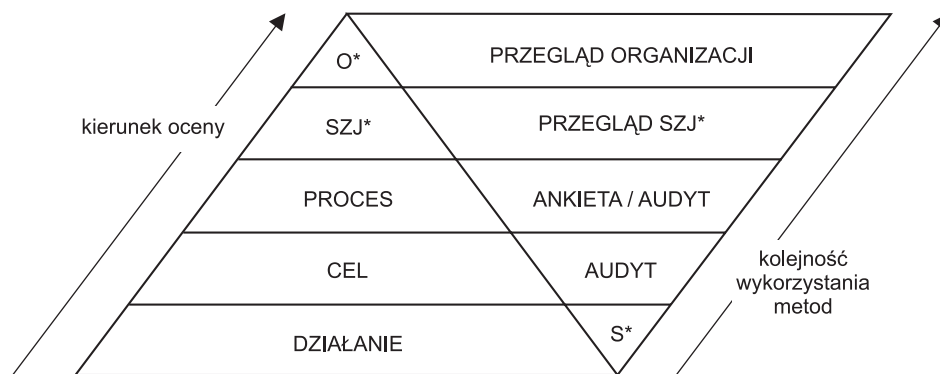 O*
PRZEGLĄD ORGANIZACJI
kierunek oceny
SZJ*
PRZEGLĄD SZJ*
PROCES
ANKIETA / AUDYT
CEL
AUDYT
kolejność
wykorzystania
metod
DZIAŁANIE
S*